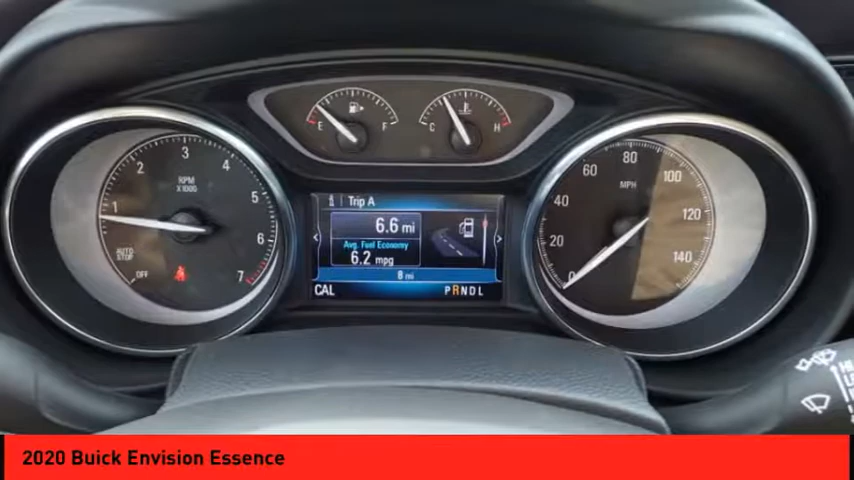 E F
C H
RPM
X1000
1 2 3 4 5 6 7
AUTO
STOP
OFF
i Trip A
6.6 mi
Avg. Fuel Economy
6.2 mpg
8 mi
CAL PRNDL
MPH
0 20 40 60 80 100 120 140
2020 Buick Envision Essence